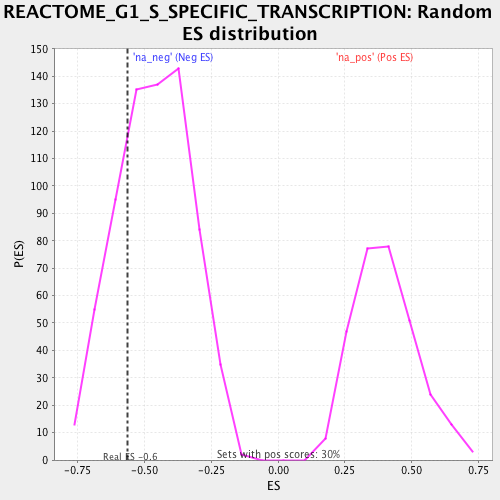 REACTOME_G1_S_SPECIFIC_TRANSCRIPTION: Random
ES distribution
'na_neg' (Neg ES)
'na_pos' (Pos ES)
150
140
130
120
110
100
90
80
70
60
50
40
30
20
10
0
P(ES)
Real ES -0.6
Sets with pos scores: 30%
-0.75
-0.50
-0.25
0.00
0.25
0.50
0.75
ES